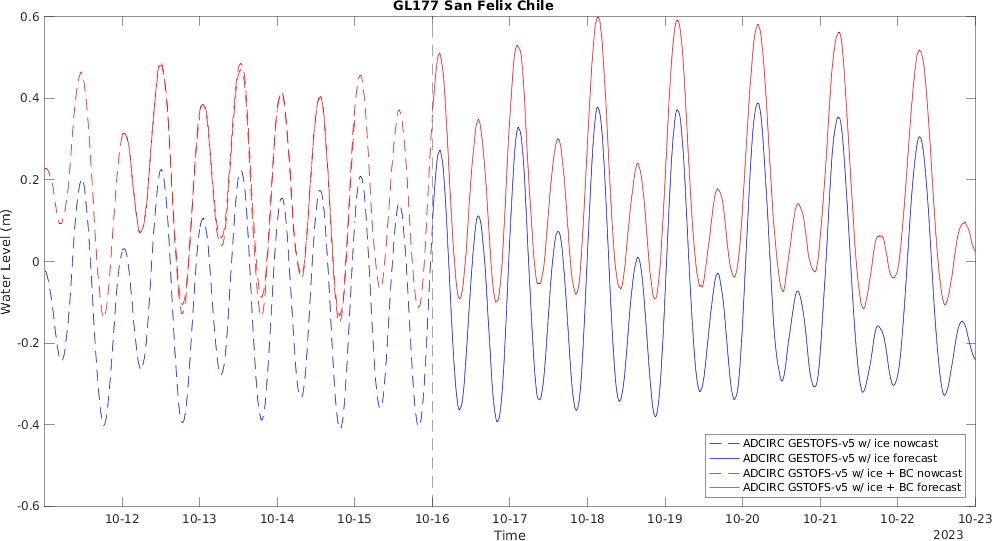 GL177 San Felix Chile
0.6
0.4
0.2
0
-0.2
-0.4
-0.6
Water Level (m)
10-12 10-13 10-14 10-15 10-16 10-17 10-18 10-19 10-20 10-21 10-22 10-23
Time
2023
ADCIRC GESTOFS-v5 w/ ice nowcast
ADCIRC GESTOFS-v5 w/ ice forecast
ADCIRC GSTOFS-v5 w/ ice + BC nowcast
ADCIRC GSTOFS-v5 w/ ice + BC forecast